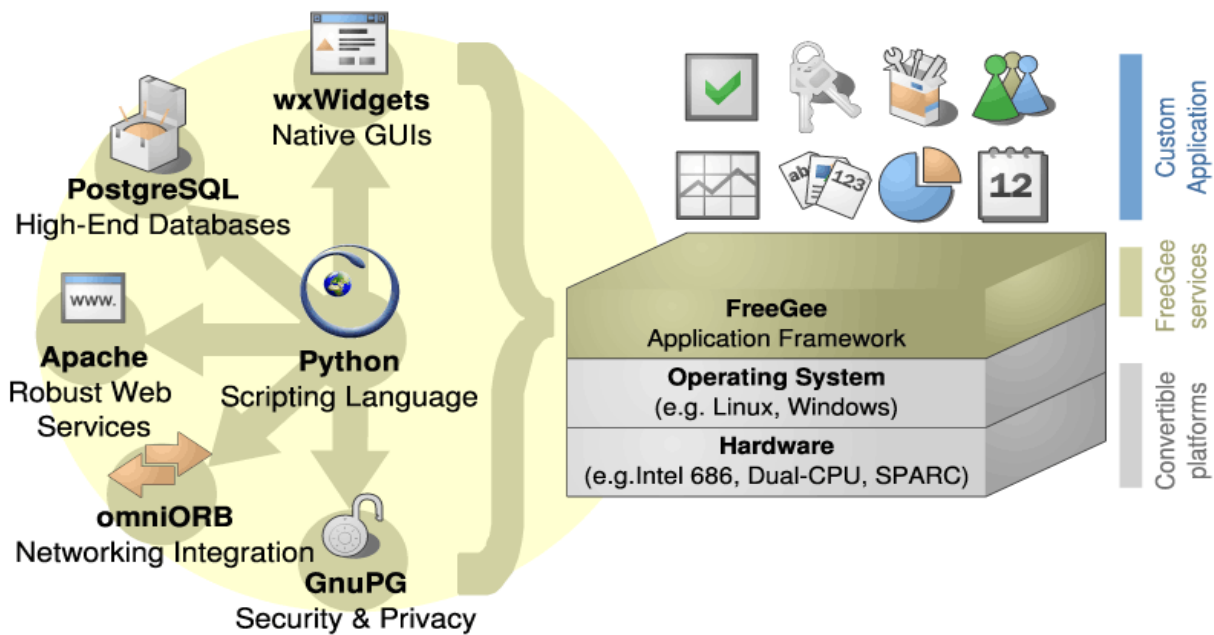 wxWidgets
Native GUIs
PostgreSQL
High-End Databases
www.
Apache
Robust Web
Services
Python
Scripting Language
omniORB
Networking Integration
GnuPG
Security & Privacy
ab
123
12
FreeGee
Application Framework
Operating System
(e.g. Linux, Windows)
Hardware
(e.g.Intel 686, Dual-CPU, SPARC)
Custom
Application
FreeGee
services
Convertible
platforms